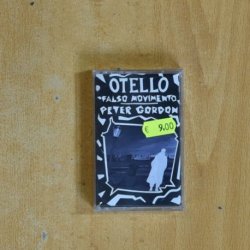 OTELLO
FALSO MOVIMENTO
PETER GORDON
€ 9.00